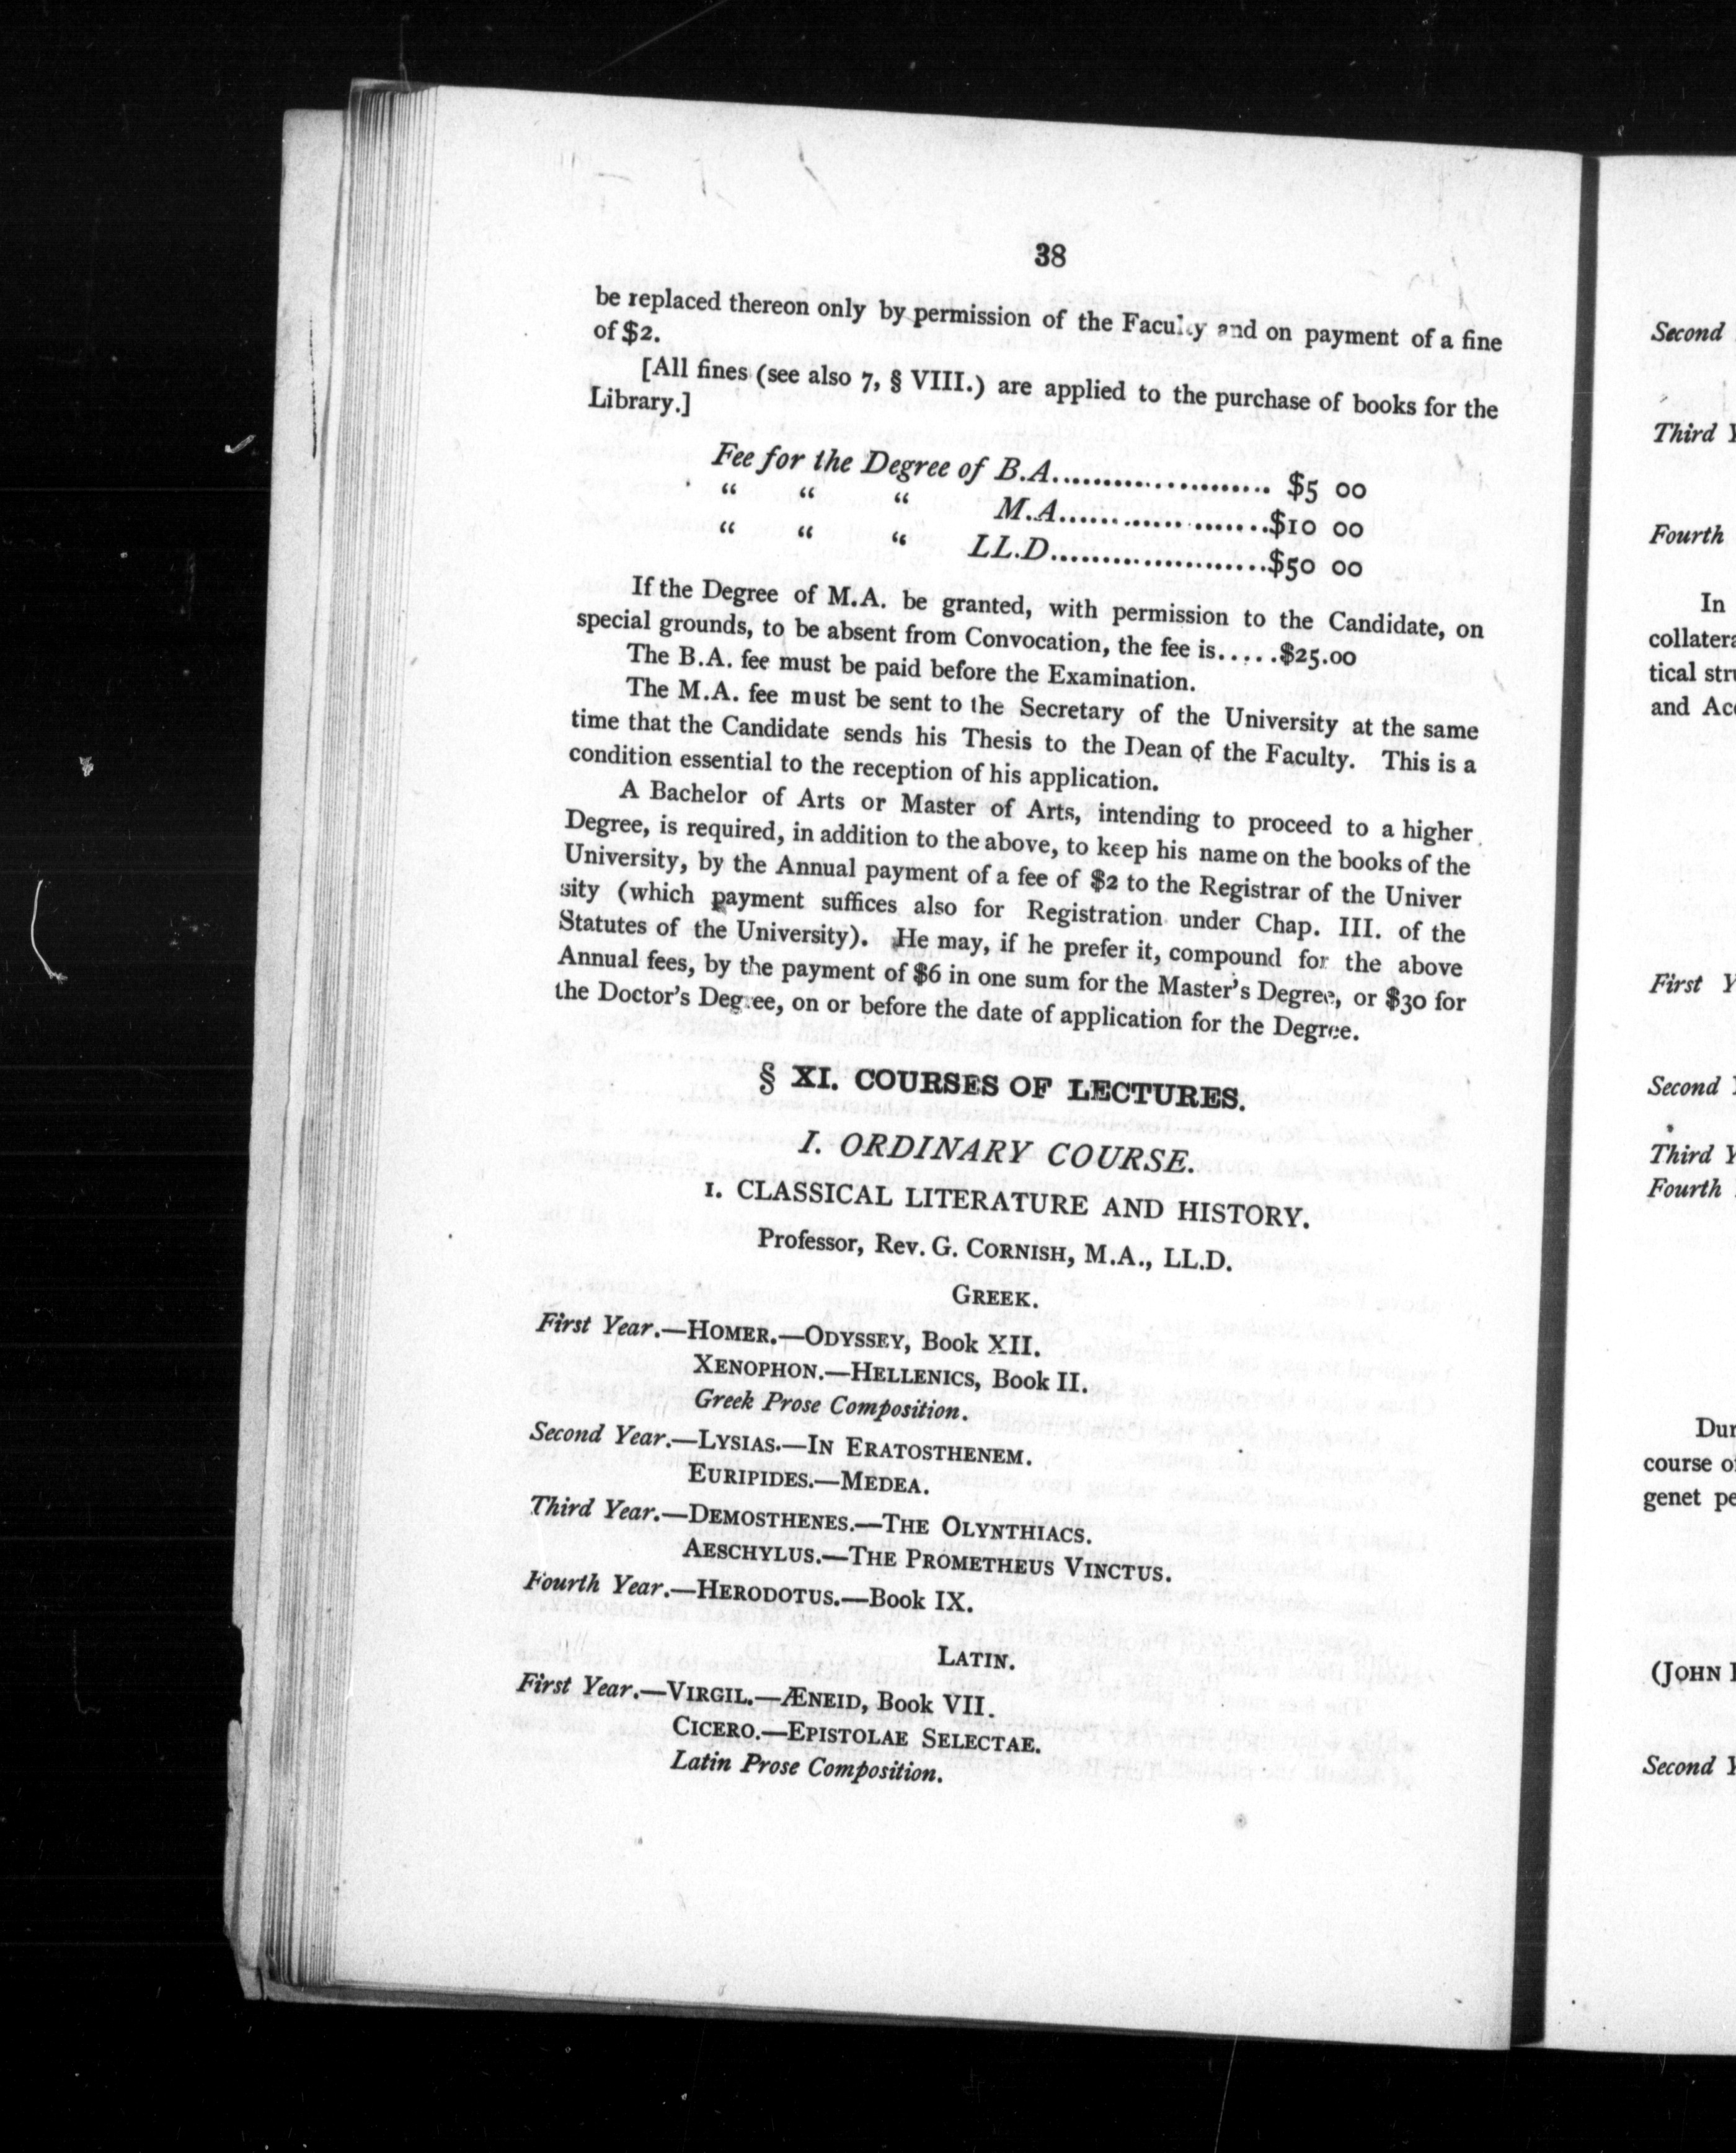 38
be replaced thereon only by permission of the Faculty and on payment of a fine
of $2.
[All fines (see also 7, § VIII.) are applied to the purchase of books for the
Library.]
Fee for the Degree of B.A...................... $5 00
“ “ “ M.A.....................$10 00
“ “ “ LL.D......................$50 00
If the Degree of M.A. be granted, with permission to the Candidate, on
special grounds, to be absent from Convocation, the fee is.....$25.00
The B.A. fee must be paid before the Examination.
The M.A. fee must be sent to the Secretary of the University at the same
time that the Candidate sends his Thesis to the Dean of the Faculty. This is a
condition essential to the reception of his application.
A Bachelor of Arts or Master of Arts, intending to proceed to a higher
Degree, is required, in addition to the above, to keep his name on the books of the
University, by the Annual payment of a fee of $2 to the Registrar of the Univer
sity (which payment suffices also for Registration under Chap. III. of the
Statutes of the University). He may, if he prefer it, compound for the above
Annual fees, by the payment of $6 in one sum for the Master's Degree, or $30 for
the Doctor's Degree, on or before the date of application for the Degree.
§ XI. COURSES OF LECTURES.
I. ORDINARY COURSE.
1. CLASSICAL LITERATURE AND HISTORY.
Professor, Rev. G. CORNISH, M.A., LL.D.
GREEK.
First Year.—HOMER.—ODYSSEY, Book XII.
XENOPHON.—HELLENICS, Book II.
Greek Prose Composition.
Second Year.—LYSIAS.—IN ERATOSTHENEM.
EURIPIDES.—MEDEA.
Third Year.—DEMOSTHENES.—THE OLYNTHIACS.
AESCHYLUS.—THE PROMETHEUS VINCTUS.
Fourth Year.—HERODOTUS.—Book IX.
LATIN.
First Year.—VIRGIL.—ÆNEID, Book VII.
CICERO.—EPISTOLAE SELECTAE.
Latin Prose Composition.
Second
Third
Fourth
In
tical
and
First
Second
Third
Fourth
course
genet
(JOHN
Second